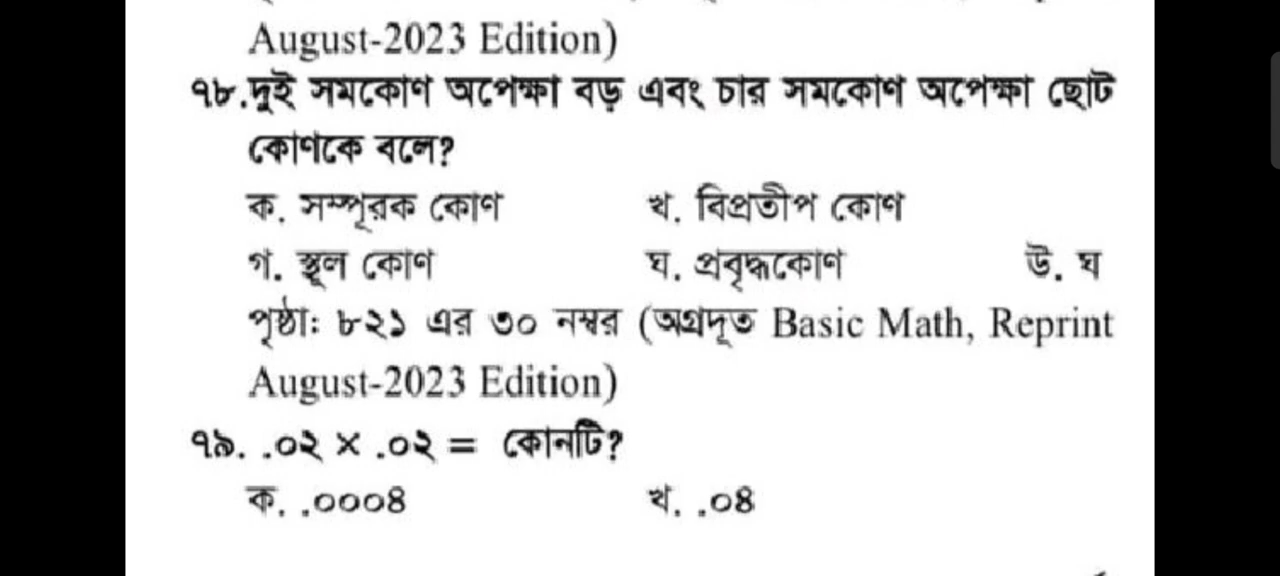 August-2023 Edition)
৭৮.দুই সমকোণ অপেক্ষা বড় এবং চার সমকোণ অপেক্ষা ছোট
কোণকে বলে?
ক. সম্পূরক কোণ খ. বিপ্রতীপ কোণ
গ. স্থূল কোণ ঘ. প্রবৃদ্ধকোণ উ. ঘ
পৃষ্ঠাঃ ৮২১ এর ৩০ নম্বর (অগ্রদূত Basic Math, Reprint
August-2023 Edition)
৭৯. .০২ × .০২ = কোনটি?
ক. .০০০৪ খ. .০৪